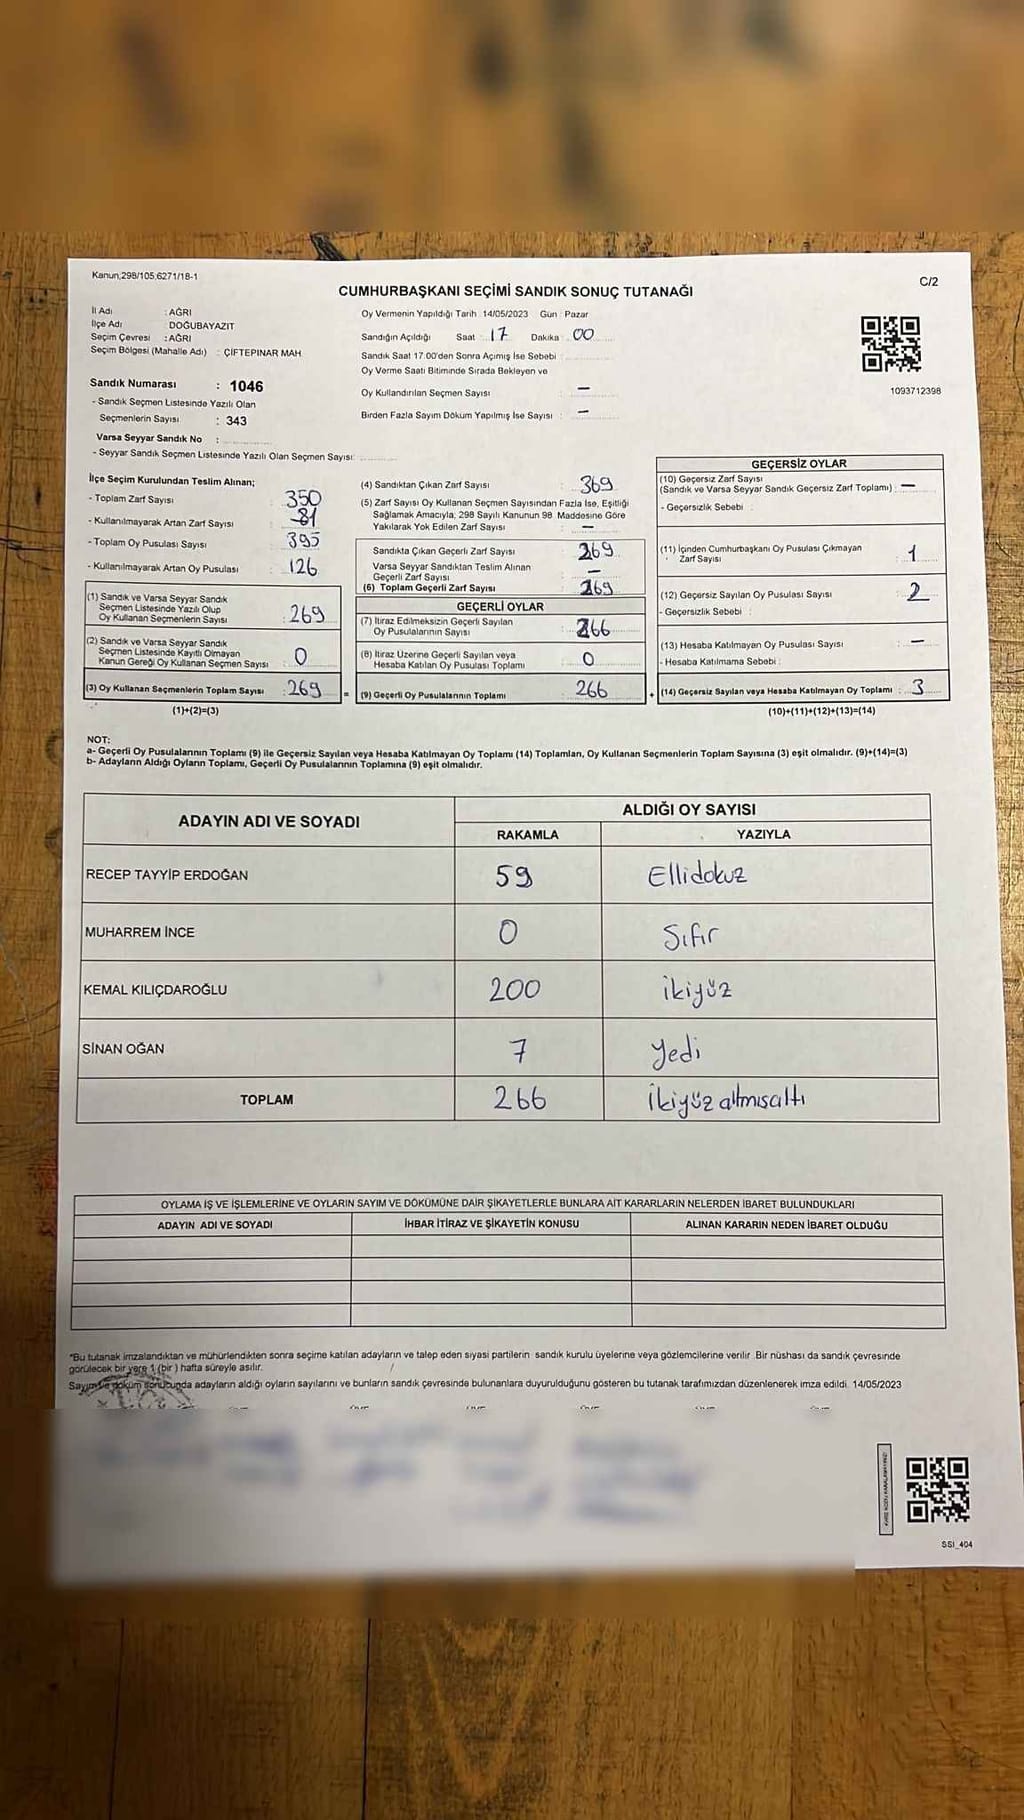 Kanun;298/105,6271/18-1
C/2
CUMHURBAŞKANI SEÇİMİ SANDIK SONUÇ TUTANAĞI
İl Adı : AĞRI
İlçe Adı : DOĞUBAYAZIT
Seçim Çevresi : AĞRI
Seçim Bölgesi (Mahalle Adı) : ÇİFTEPINAR MAH.
Sandık Numarası : 1046
- Sandık Seçmen Listesinde Yazılı Olan
Seçmenlerin Sayısı : 343
Varsa Seyyar Sandık No :
- Seyyar Sandık Seçmen Listesinde Yazılı Olan Seçmen Sayısı:
Oy Vermenin Yapıldığı Tarih : 14/05/2023 Gün : Pazar
Sandığın Açıldığı Saat : 17 Dakika : 00
Sandık Saat 17.00'den Sonra Açımış İse Sebebi :
Oy Verme Saati Bitiminde Sırada Bekleyen ve
Oy Kullandırılan Seçmen Sayısı : –
Birden Fazla Sayım Döküm Yapılmış İse Sayısı : –
1093712398
İlçe Seçim Kurulundan Teslim Alınan;
- Toplam Zarf Sayısı : 350
- Kullanılmayarak Artan Zarf Sayısı : 81
- Toplam Oy Pusulası Sayısı : 395
- Kullanılmayarak Artan Oy Pusulası : 126
(1) Sandık ve Varsa Seyyar Sandık
Seçmen Listesinde Yazılı Olup
Oy Kullanan Seçmenlerin Sayısı : 269
(2) Sandık ve Varsa Seyyar Sandık
Seçmen Listesinde Kayıtlı Olmayan
Kanun Gereği Oy Kullanan Seçmen Sayısı : 0
(3) Oy Kullanan Seçmenlerin Toplam Sayısı : 269
(1)+(2)=(3)
(4) Sandıktan Çıkan Zarf Sayısı : 369
(5) Zarf Sayısı Oy Kullanan Seçmen Sayısından Fazla İse, Eşitliği
Sağlamak Amacıyla, 298 Sayılı Kanunun 98. Maddesine Göre
Yakılarak Yok Edilen Zarf Sayısı : –
Sandıkta Çıkan Geçerli Zarf Sayısı : 269
Varsa Seyyar Sandıktan Teslim Alınan
Geçerli Zarf Sayısı : –
(6) Toplam Geçerli Zarf Sayısı : 269
GEÇERLİ OYLAR
(7) İtiraz Edilmeksizin Geçerli Sayılan
Oy Pusulalarının Sayısı : 266
(8) İtiraz Üzerine Geçerli Sayılan veya
Hesaba Katılan Oy Pusulası Toplamı : 0
= (9) Geçerli Oy Pusulalarının Toplamı : 266
GEÇERSİZ OYLAR
(10) Geçersiz Zarf Sayısı
(Sandık ve Varsa Seyyar Sandık Geçersiz Zarf Toplamı) : –
- Geçersizlik Sebebi :
(11) İçinden Cumhurbaşkanı Oy Pusulası Çıkmayan
Zarf Sayısı : 1
(12) Geçersiz Sayılan Oy Pusulası Sayısı : 2
- Geçersizlik Sebebi :
(13) Hesaba Katılmayan Oy Pusulası Sayısı : –
- Hesaba Katılmama Sebebi :
+ (14) Geçersiz Sayılan veya Hesaba Katılmayan Oy Toplamı : 3
(10)+(11)+(12)+(13)=(14)
NOT:
a- Geçerli Oy Pusulalarının Toplamı (9) ile Geçersiz Sayılan veya Hesaba Katılmayan Oy Toplamı (14) Toplamları, Oy Kullanan Seçmenlerin Toplam Sayısına (3) eşit olmalıdır. (9)+(14)=(3)
b- Adayların Aldığı Oyların Toplamı, Geçerli Oy Pusulalarının Toplamına (9) eşit olmalıdır.
ADAYIN ADI VE SOYADI ALDIĞI OY SAYISI
RAKAMLA YAZIYLA
RECEP TAYYİP ERDOĞAN 59 Ellidokuz
MUHARREM İNCE 0 Sıfır
KEMAL KILIÇDAROĞLU 200 ikiyüz
SİNAN OĞAN 7 yedi
TOPLAM 266 İkiyüz altmışaltı
OYLAMA İŞ VE İŞLEMLERİNE VE OYLARIN SAYIM VE DÖKÜMÜNE DAİR ŞİKAYETLERLE BUNLARA AİT KARARLARIN NELERDEN İBARET BULUNDUKLARI
ADAYIN ADI VE SOYADI İHBAR İTİRAZ VE ŞİKAYETİN KONUSU ALINAN KARARIN NEDEN İBARET OLDUĞU
*Bu tutanak imzalandıktan ve mühürlendikten sonra seçime katılan adayların ve talep eden siyasi partilerin sandık kurulu üyelerine veya gözlemcilerine verilir. Bir nüshası da sandık çevresinde
görülecek bir yere 1 (bir ) hafta süreyle asılır.
Sayım ve döküm sonucunda adayların aldığı oyların sayılarını ve bunların sandık çevresinde bulunanlara duyurulduğunu gösteren bu tutanak tarafımızdan düzenlenerek imza edildi. 14/05/2023
SSI_404